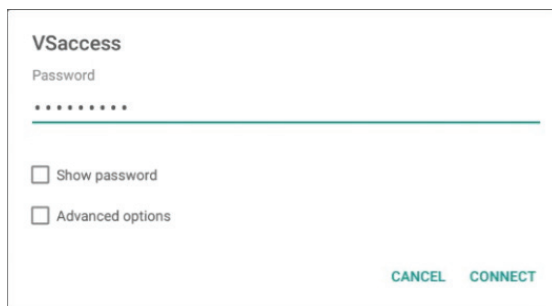 VSaccess
Password
•••••••••
Show password
Advanced options
CANCEL CONNECT